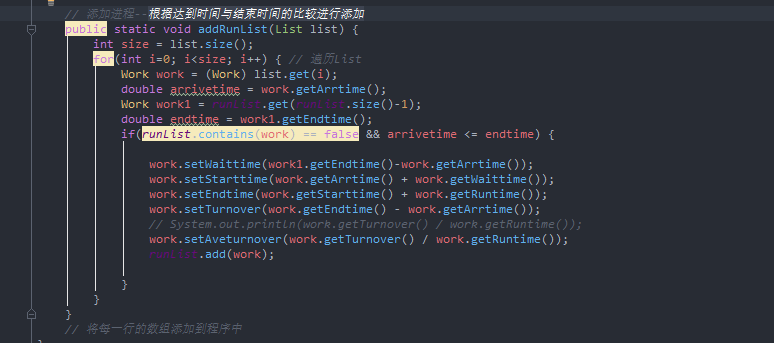 // 添加进程--根据达到时间与结束时间的比较进行添加
public static void addRunList(List list) {
int size = list.size();
for(int i=0; i<size; i++) { // 遍历List
Work work = (Work) list.get(i);
double arrivetime = work.getArrtime();
Work work1 = runList.get(runList.size()-1);
double endtime = work1.getEndtime();
if(runList.contains(work) == false && arrivetime <= endtime) {
work.setWaittime(work1.getEndtime()-work.getArrtime());
work.setStarttime(work.getArrtime() + work.getWaittime());
work.setEndtime(work.getStarttime() + work.getRuntime());
work.setTurnover(work.getEndtime() - work.getArrtime());
// System.out.println(work.getTurnover() / work.getRuntime());
work.setAveturnover(work.getTurnover() / work.getRuntime());
runList.add(work);
}
}
}
// 将每一行的数组添加到程序中